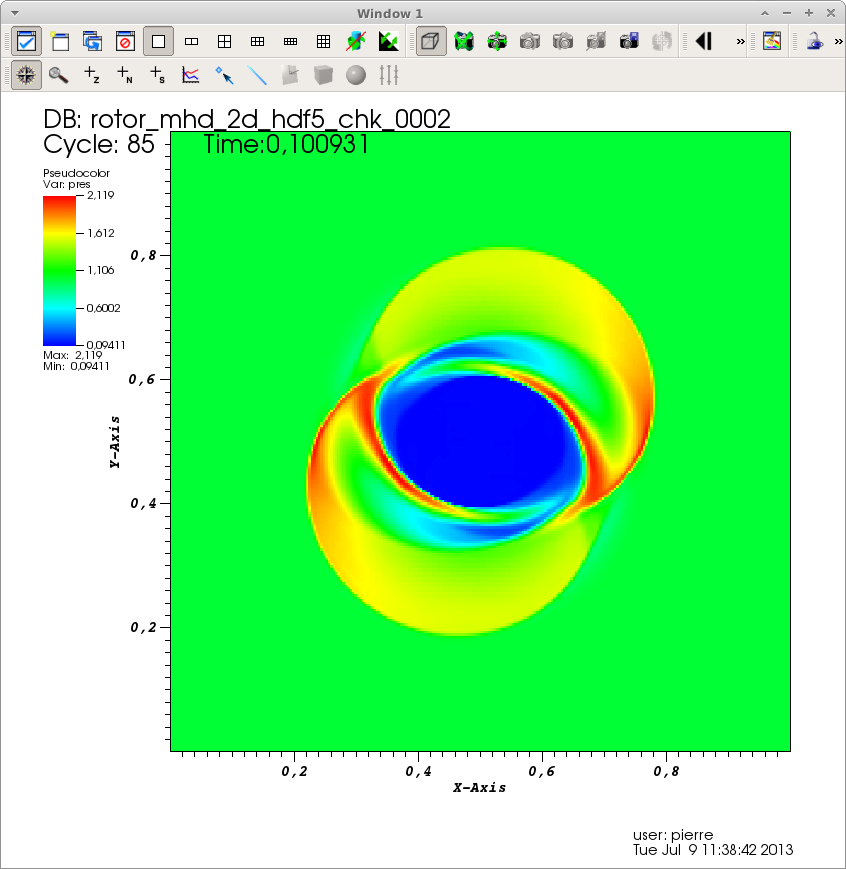 Window 1
DB: rotor_mhd_2d_hdf5_chk_0002
Cycle: 85 Time:0,100931
Pseudocolor
Var: pres
2,119
1,612
1,106
0,6002
0,09411
Max: 2,119
Min: 0,09411
0,8
0,6
Y-Axis
0,4
0,2
0,2 0,4 0,6 0,8
X-Axis
user: pierre
Tue Jul 9 11:38:42 2013